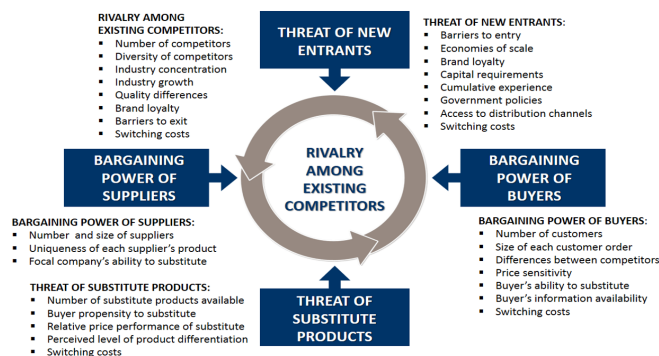 RIVALRY AMONG
EXISTING COMPETITORS:
Number of competitors
Diversity of competitors
Industry concentration
Industry growth
Quality differences
Brand loyalty
Barriers to exit
Switching costs
THREAT OF NEW
ENTRANTS
THREAT OF NEW ENTRANTS:
Barriers to entry
Economies of scale
Brand loyalty
Capital requirements
Cumulative experience
Government policies
Access to distribution channels
Switching costs
BARGAINING
POWER OF
SUPPLIERS
RIVALRY
AMONG
EXISTING
COMPETITORS
BARGAINING
POWER OF
BUYERS
BARGAINING POWER OF SUPPLIERS:
Number and size of suppliers
Uniqueness of each supplier's product
Focal company's ability to substitute
BARGAINING POWER OF BUYERS:
Number of customers
Size of each customer order
Differences between competitors
Price sensitivity
Buyer's ability to substitute
Buyer's information availability
Switching costs
THREAT OF SUBSTITUTE PRODUCTS:
Number of substitute products available
Buyer propensity to substitute
Relative price performance of substitute
Perceived level of product differentiation
Switching costs
THREAT OF
SUBSTITUTE
PRODUCTS